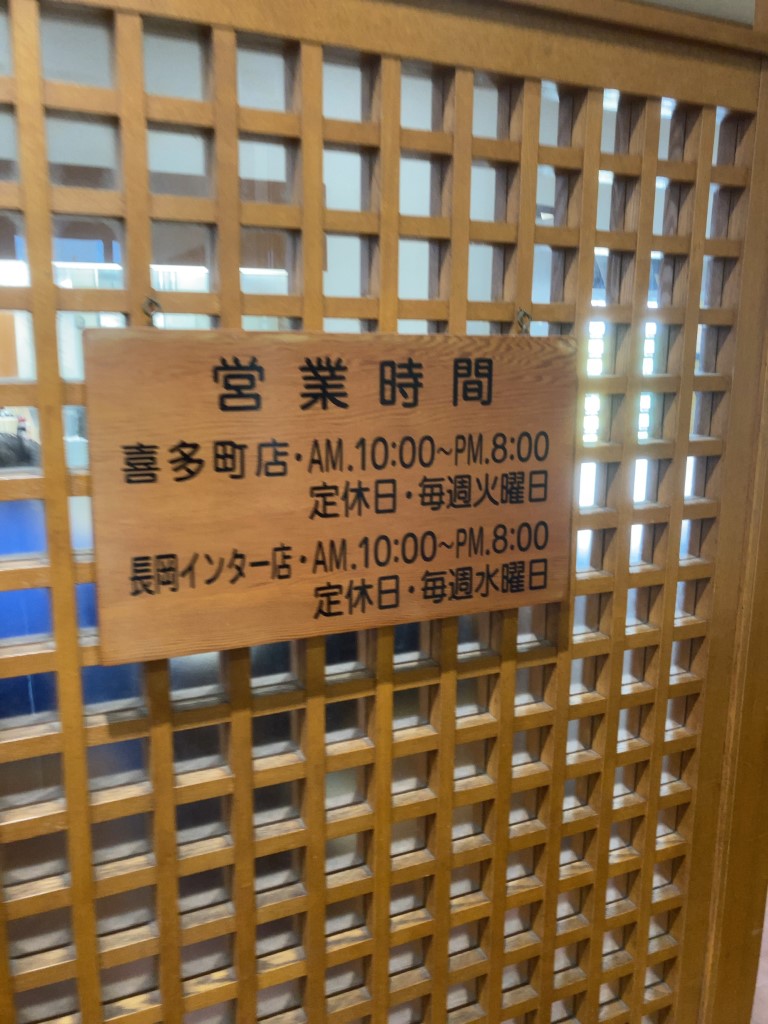 営業時間
喜多町店・AM.10:00~PM.8:00
定休日・毎週火曜日
長岡インター店・AM.10:00~PM.8:00
定休日・毎週水曜日